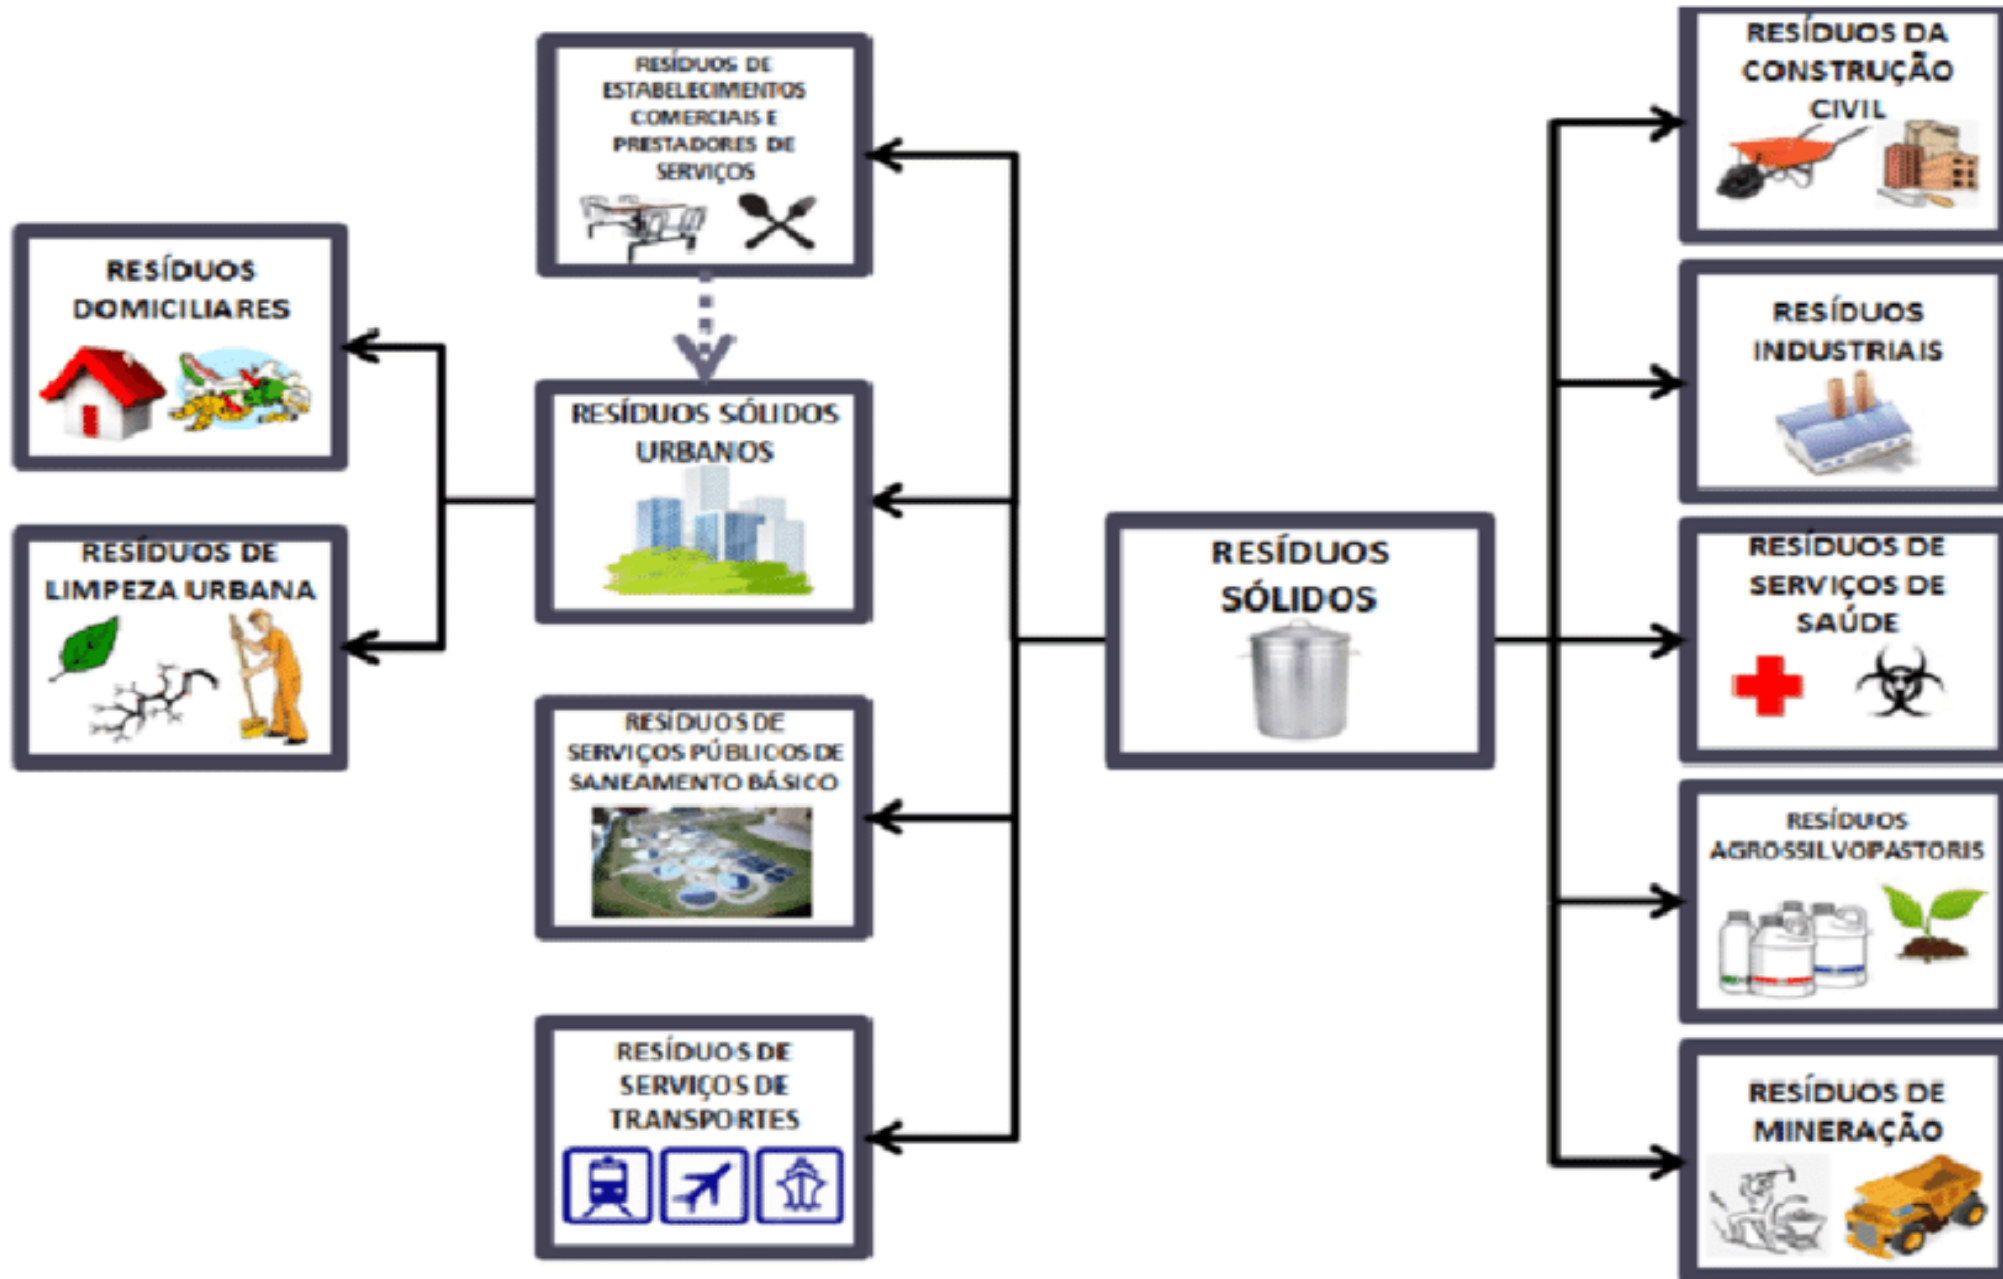 RESÍDUOS DE
ESTABELECIMENTOS
COMERCIAIS E
PRESTADORES DE
SERVIÇOS
RESÍDUOS
DOMICILIARES
RESÍDUOS SÓLIDOS
URBANOS
RESÍDUOS DE
LIMPEZA URBANA
RESÍDUOS DE
SERVIÇOS PÚBLICOS DE
SANEAMENTO BÁSICO
RESÍDUOS DE
SERVIÇOS DE
TRANSPORTES
RESÍDUOS
SÓLIDOS
RESÍDUOS DA
CONSTRUÇÃO
CIVIL
RESÍDUOS
INDUSTRIAIS
RESÍDUOS DE
SERVIÇOS DE
SAÚDE
RESÍDUOS
AGROSSILVOPASTORIS
RESÍDUOS DE
MINERAÇÃO